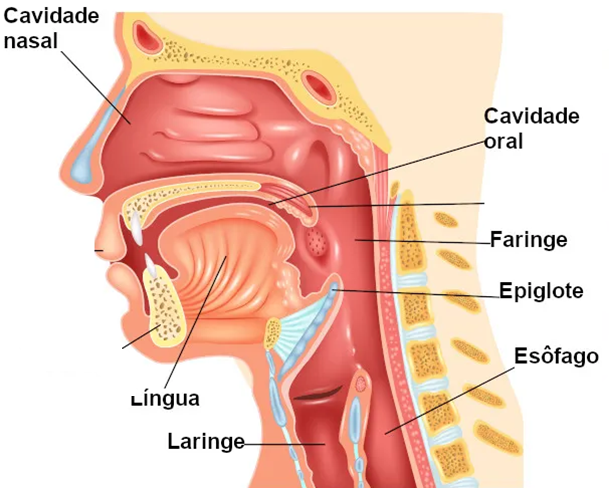 Cavidade
nasal
Cavidade
oral
Faringe
Epiglote
Esôfago
Língua
Laringe